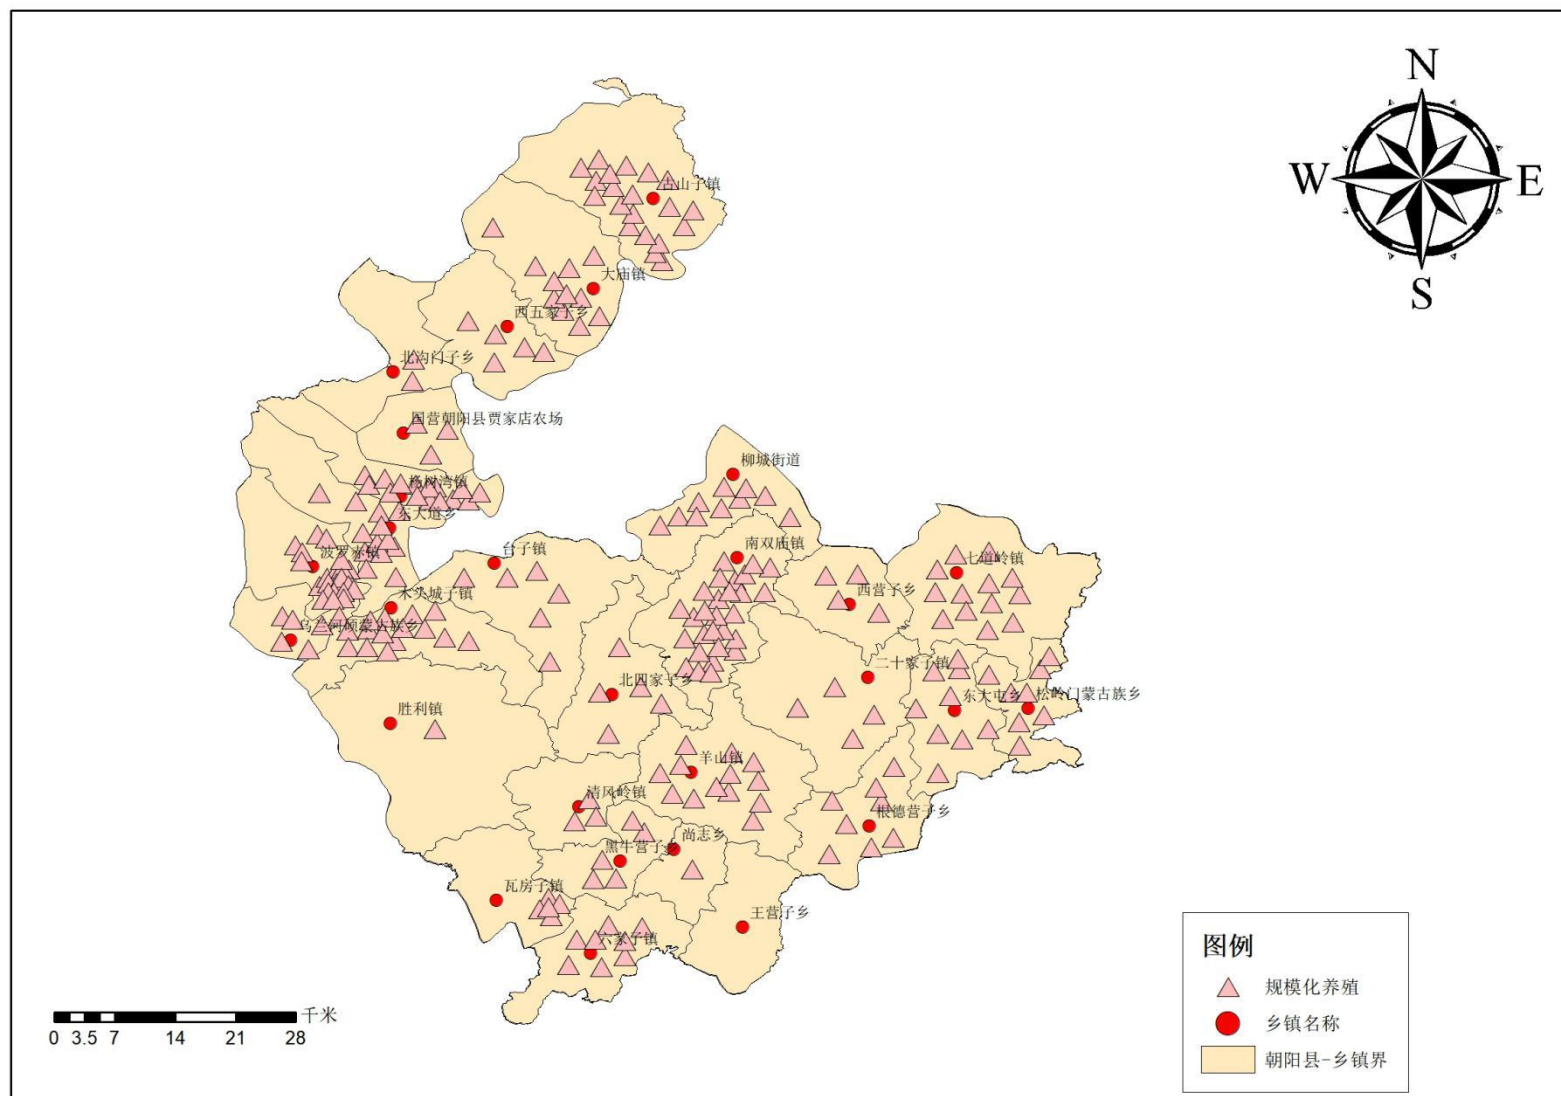 N
W
E
S
古山子镇
大庙镇
西五家子乡
北沟门子乡
国营朝阳县贾家店农场
柳城街道
杨树湾镇
东大道乡
南双庙镇
台子镇
波罗赤镇
七道岭镇
西营子乡
木头城子镇
乌兰河硕蒙古族乡
二十家子镇
北四家子乡
东大屯乡
松岭门蒙古族乡
胜利镇
羊山镇
清风岭镇
根德营子乡
尚志乡
黑牛营子乡
瓦房子镇
王营子乡
六家子镇
图例
规模化养殖
乡镇名称
朝阳县-乡镇界
千米
0 3.5 7 14 21 28